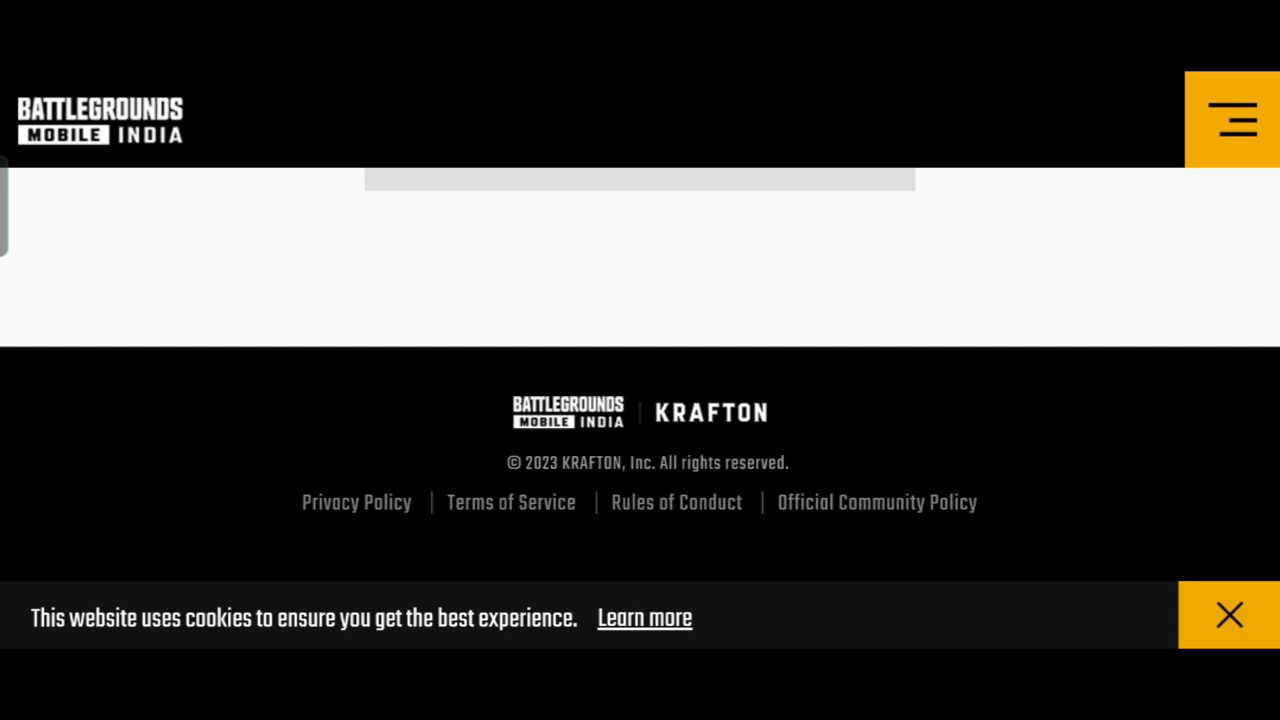 BATTLEGROUNDS
MOBILE INDIA
BATTLEGROUNDS
MOBILE INDIA | KRAFTON
© 2023 KRAFTON, Inc. All rights reserved.
Privacy Policy | Terms of Service | Rules of Conduct | Official Community Policy
This website uses cookies to ensure you get the best experience. Learn more